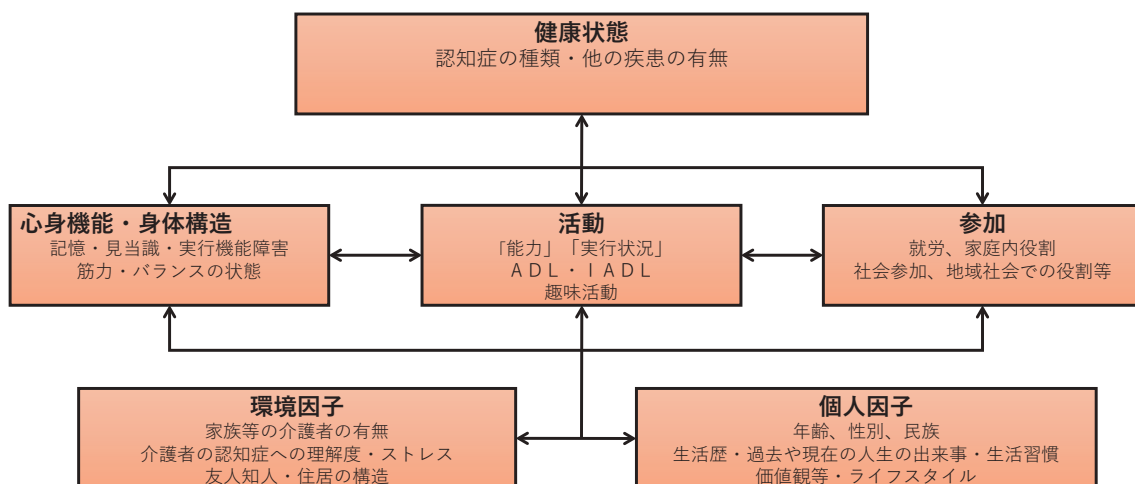 健康状態
認知症の種類・他の疾患の有無
心身機能・身体構造
記憶・見当識・実行機能障害
筋力・バランスの状態
活動
「能力」「実行状況」
ＡＤＬ・ＩＡＤＬ
趣味活動
参加
就労、家庭内役割
社会参加、地域社会での役割等
環境因子
家族等の介護者の有無
介護者の認知症への理解度・ストレス
友人知人・住居の構造
個人因子
年齢、性別、民族
生活歴・過去や現在の人生の出来事・生活習慣
価値観等・ライフスタイル